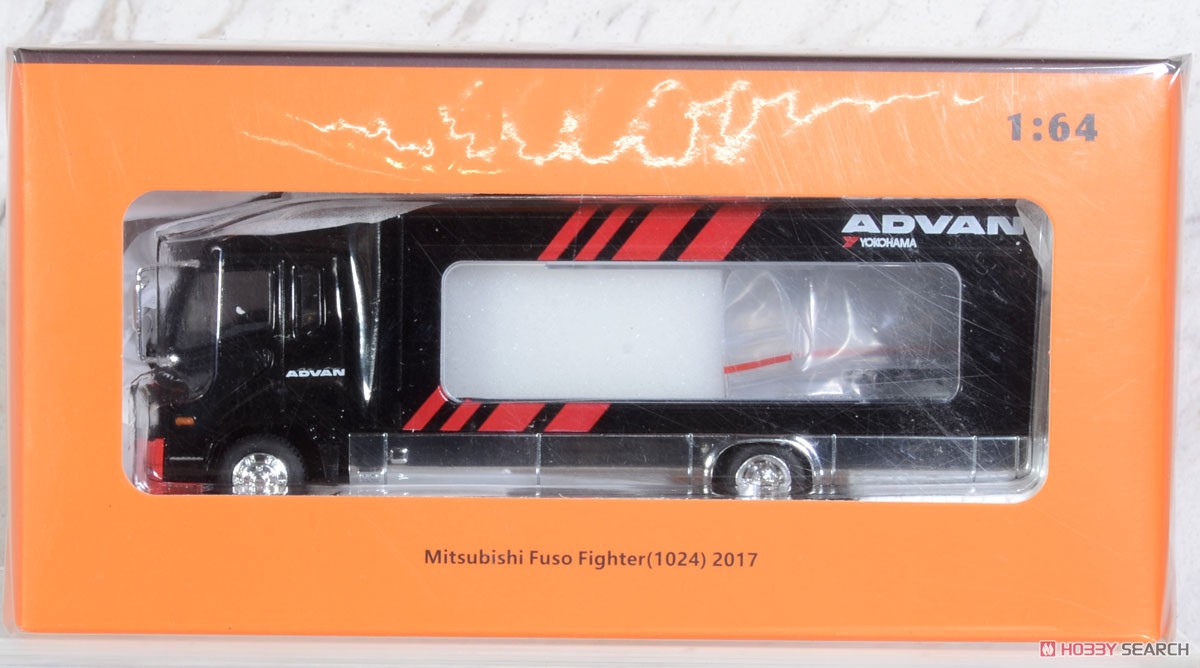 1:64
ADVAN
YOKOHAMA
ADVAN
Mitsubishi Fuso Fighter(1024) 2017
HOBBY SEARCH